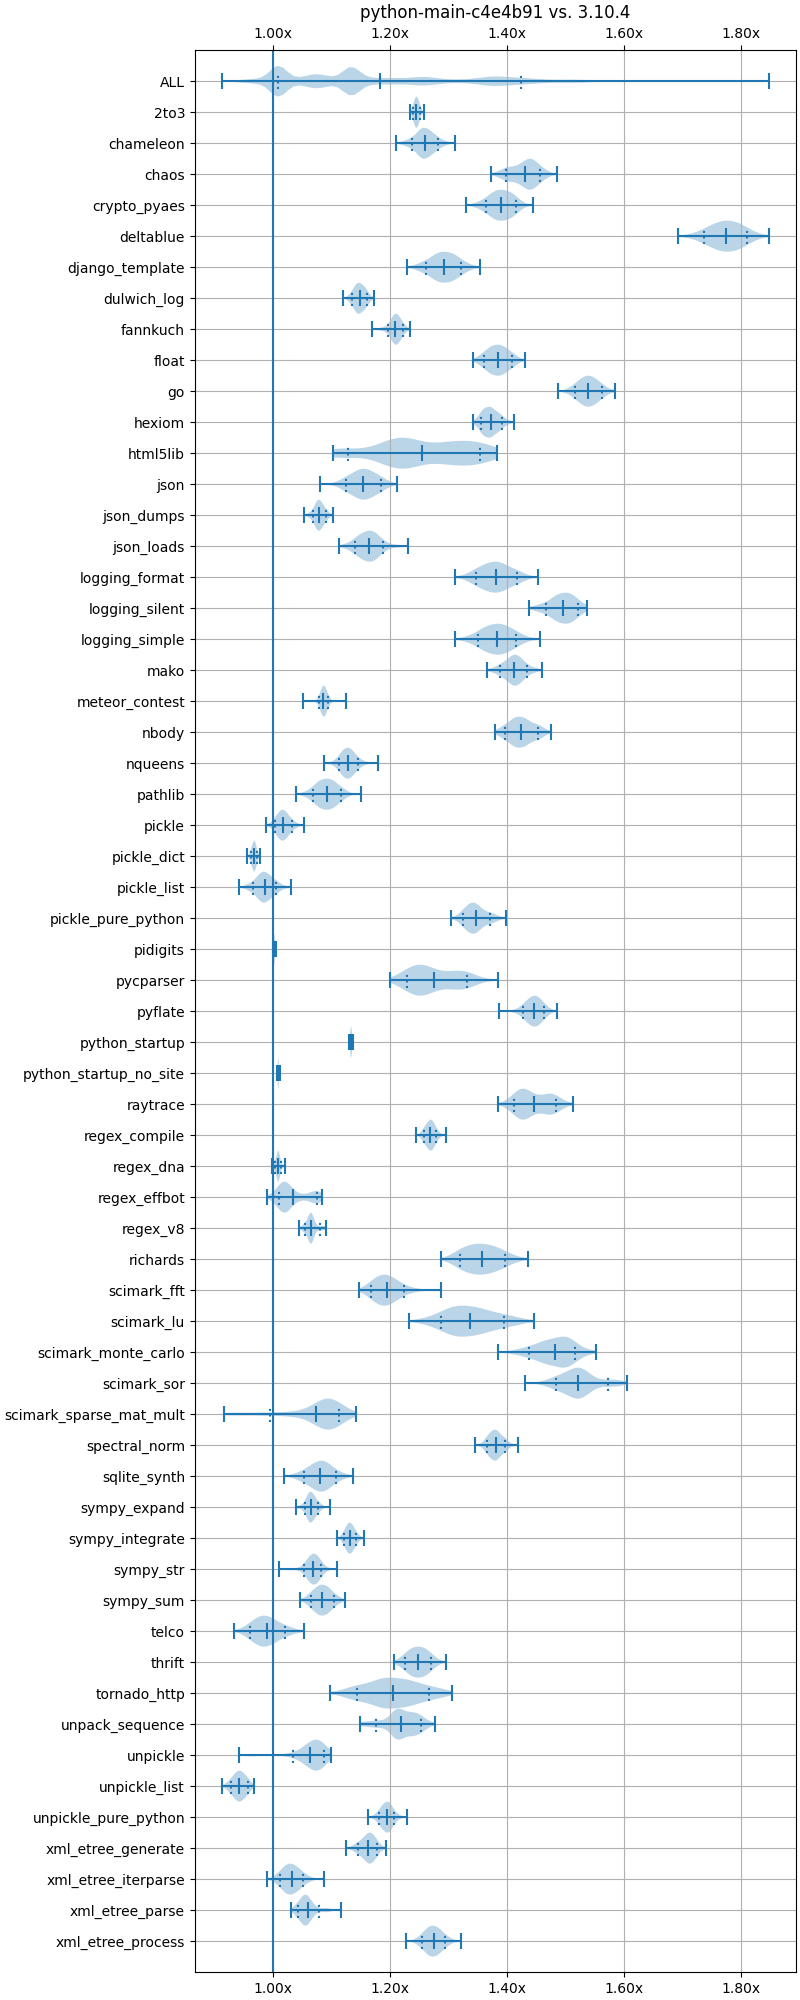 python-main-c4e4b91 vs. 3.10.4
1.00x 1.20x 1.40x 1.60x 1.80x
ALL
2to3
chameleon
chaos
crypto_pyaes
deltablue
django_template
dulwich_log
fannkuch
float
go
hexiom
html5lib
json
json_dumps
json_loads
logging_format
logging_silent
logging_simple
mako
meteor_contest
nbody
nqueens
pathlib
pickle
pickle_dict
pickle_list
pickle_pure_python
pidigits
pycparser
pyflate
python_startup
python_startup_no_site
raytrace
regex_compile
regex_dna
regex_effbot
regex_v8
richards
scimark_fft
scimark_lu
scimark_monte_carlo
scimark_sor
scimark_sparse_mat_mult
spectral_norm
sqlite_synth
sympy_expand
sympy_integrate
sympy_str
sympy_sum
telco
thrift
tornado_http
unpack_sequence
unpickle
unpickle_list
unpickle_pure_python
xml_etree_generate
xml_etree_iterparse
xml_etree_parse
xml_etree_process
1.00x 1.20x 1.40x 1.60x 1.80x